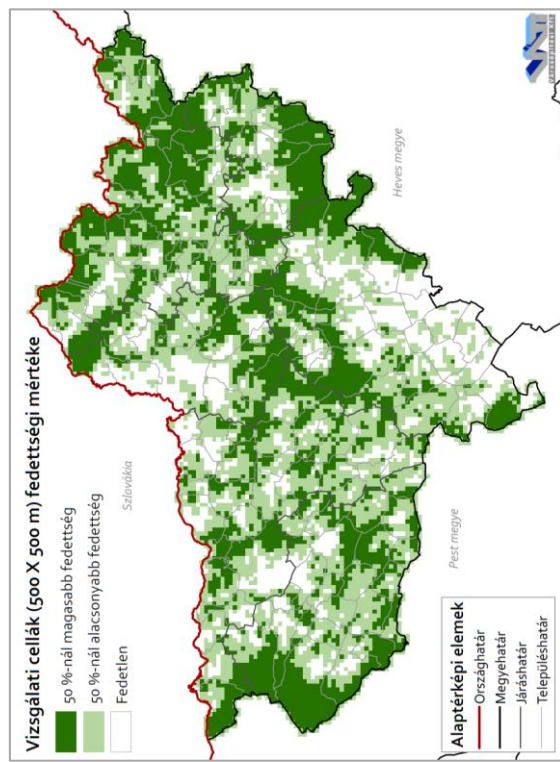 Vizsgálati cellák (500 X 500 m) fedettségi mértéke
50 %-nál magasabb fedettség
50 %-nál alacsonyabb fedettség
Fedetlen
Szlovákia
Heves megye
Pest megye
Alaptérképi elemek
Országhatár
Megyehatár
Járáshatár
Településhatár